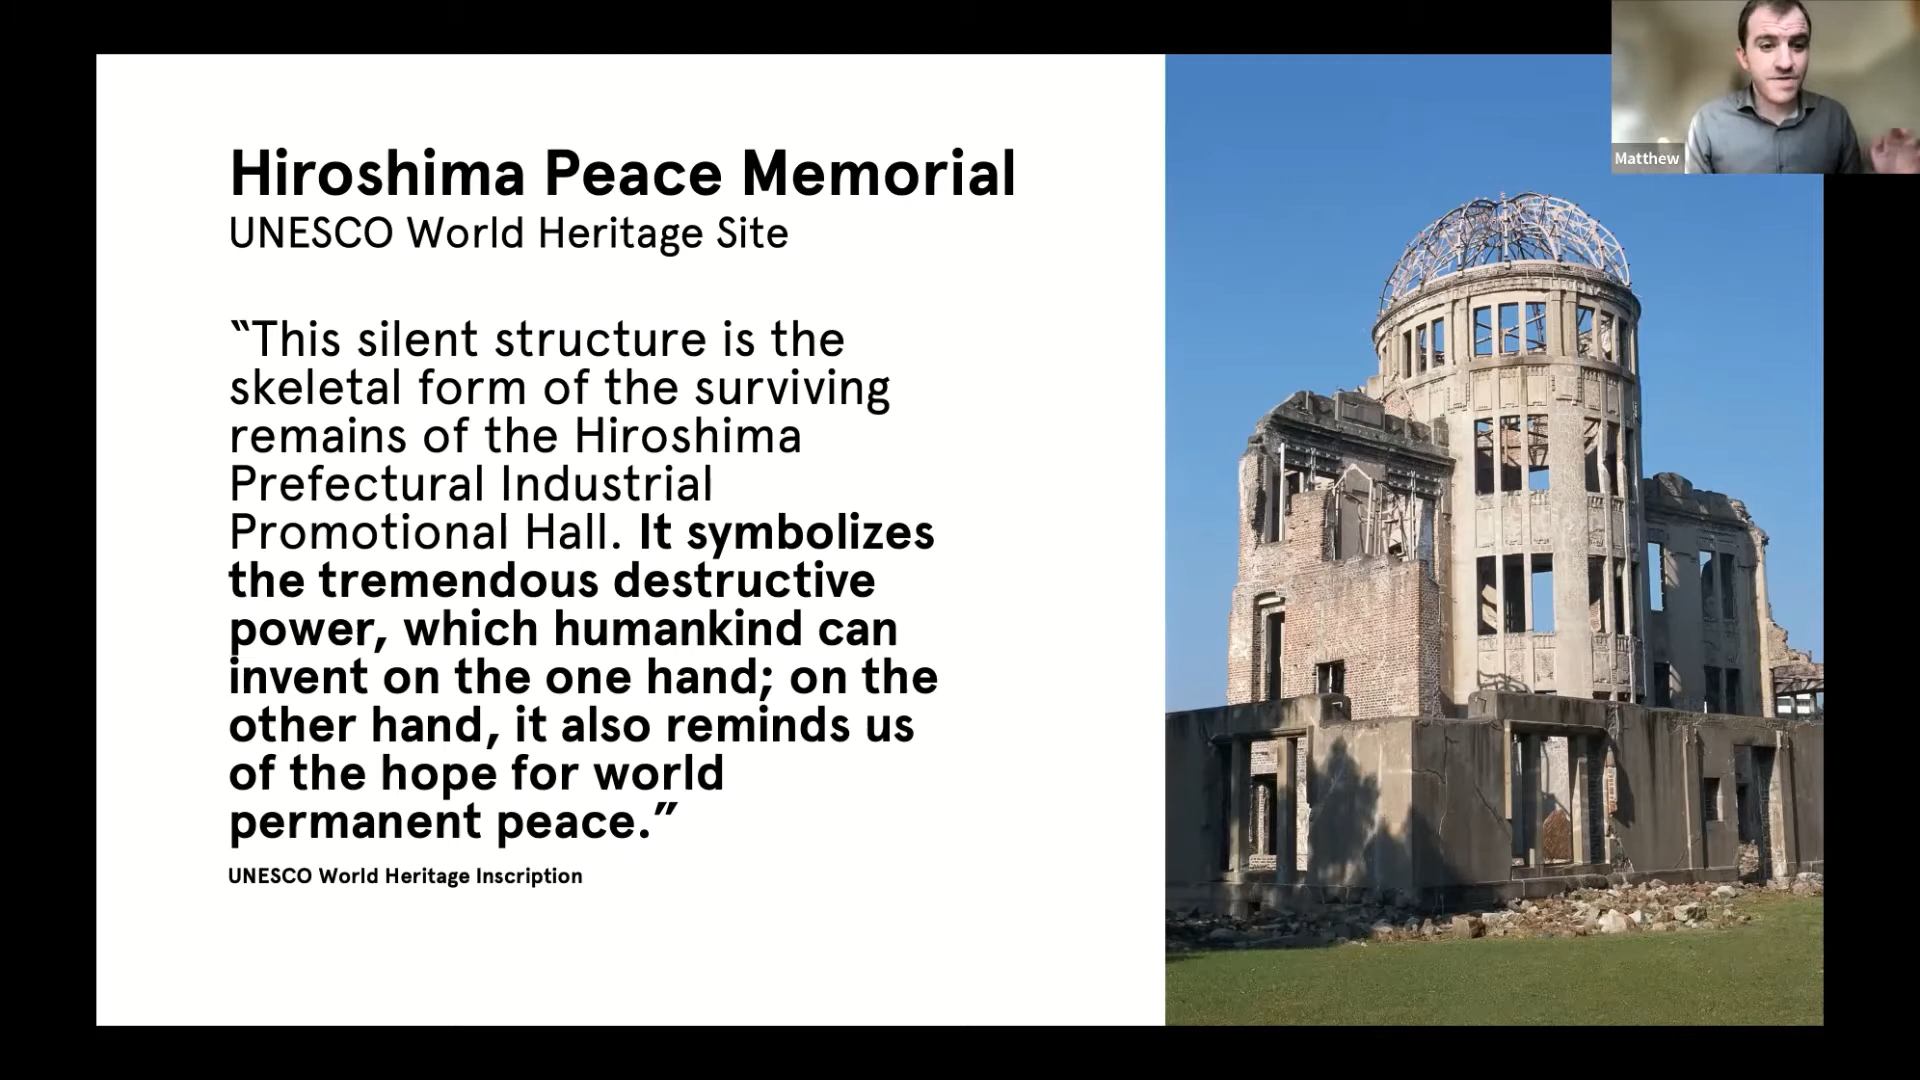 Hiroshima Peace Memorial
UNESCO World Heritage Site
“This silent structure is the
skeletal form of the surviving
remains of the Hiroshima
Prefectural Industrial
Promotional Hall. It symbolizes
the tremendous destructive
power, which humankind can
invent on the one hand; on the
other hand, it also reminds us
of the hope for world
permanent peace.”
UNESCO World Heritage Inscription
Matthew